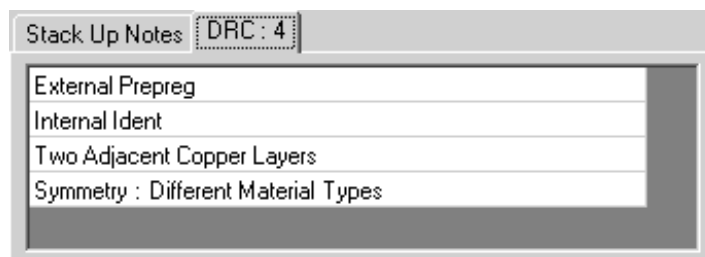 Stack Up Notes DRC : 4
External Prepreg
Internal Ident
Two Adjacent Copper Layers
Symmetry : Different Material Types